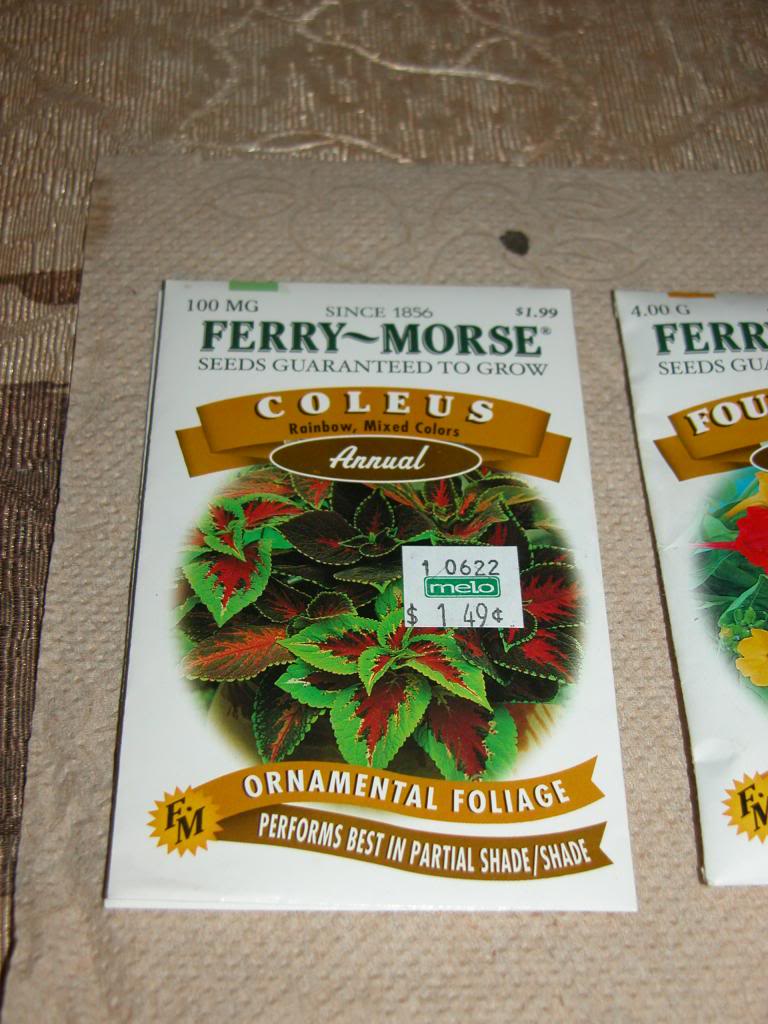 100 MG
SINCE 1856
$1.99
FERRY~MORSE®
SEEDS GUARANTEED TO GROW
COLEUS
Rainbow, Mixed Colors
Annual
1 0622
melo
$ 1 49¢
ORNAMENTAL FOLIAGE
F·M
PERFORMS BEST IN PARTIAL SHADE/SHADE
4.00 G
FERR
SEEDS GUA
FOU
F·M